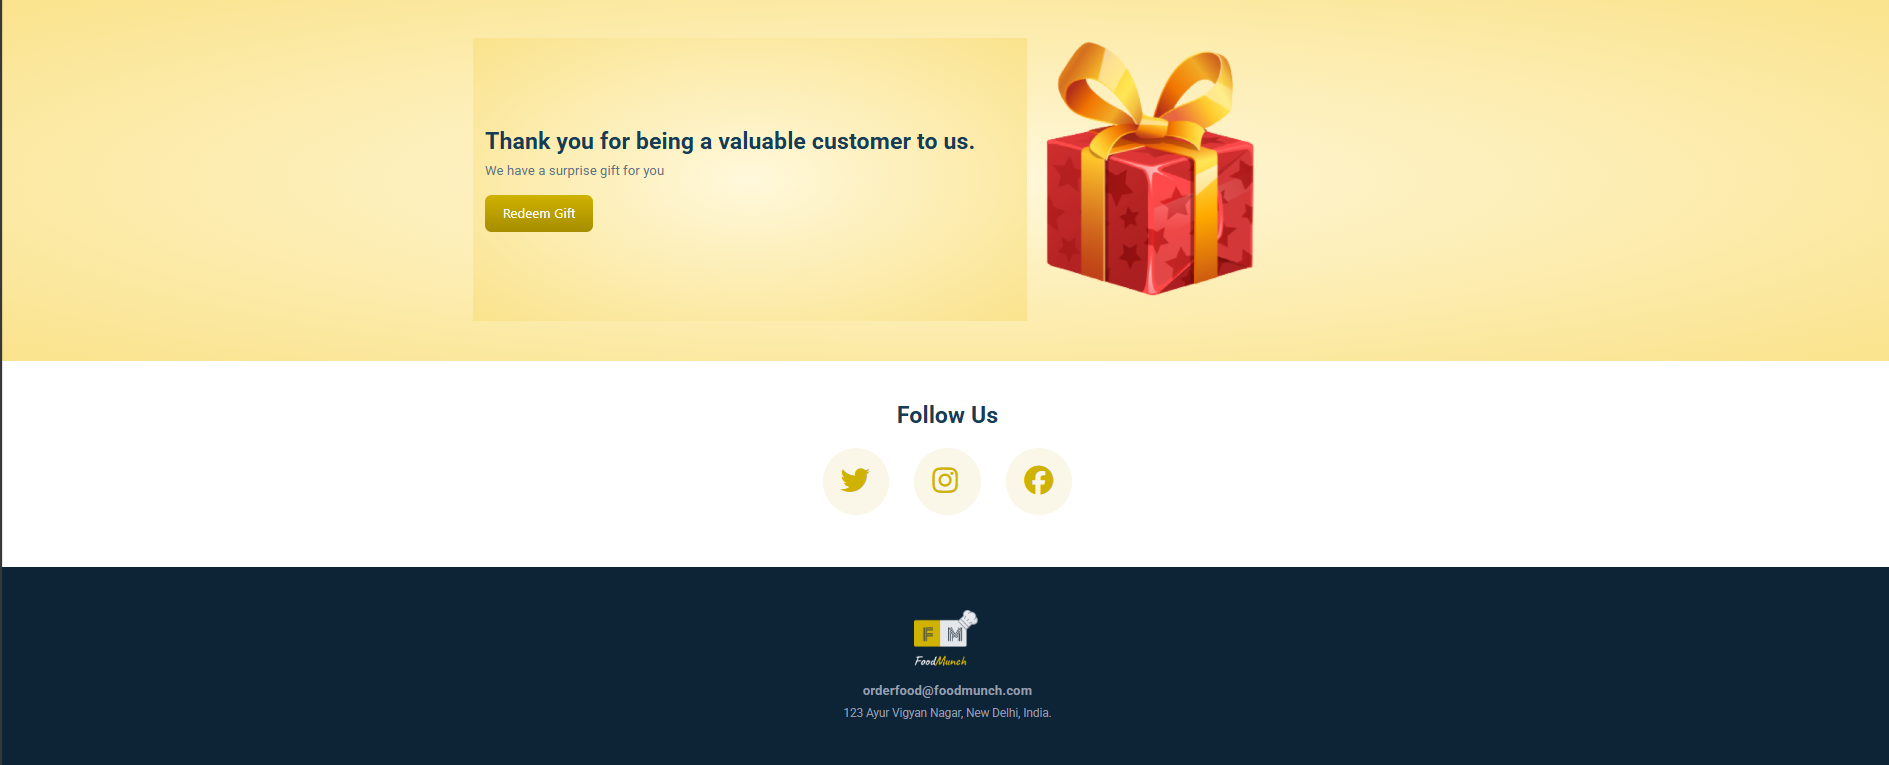 Thank you for being a valuable customer to us.
We have a surprise gift for you
Redeem Gift
Follow Us
F M
FoodMunch
orderfood@foodmunch.com
123 Ayur Vigyan Nagar, New Delhi, India.